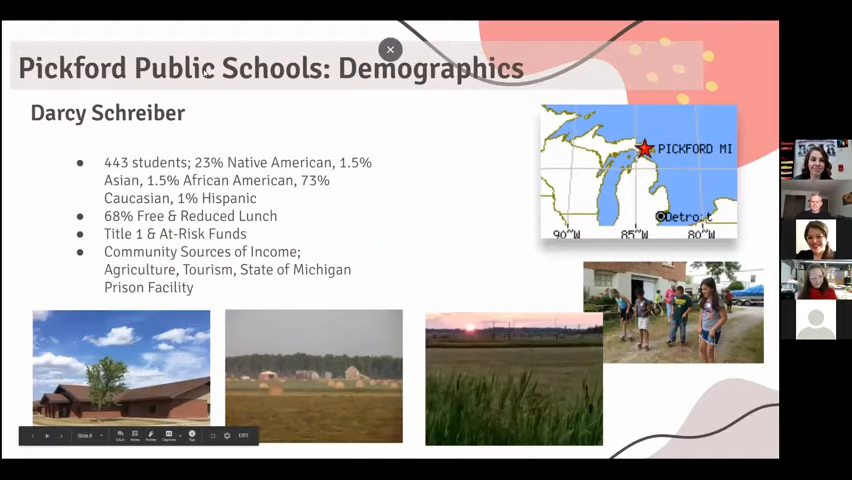 Pickford Public Schools: Demographics
Darcy Schreiber
● 443 students; 23% Native American, 1.5%
Asian, 1.5% African American, 73%
Caucasian, 1% Hispanic
● 68% Free & Reduced Lunch
● Title 1 & At-Risk Funds
● Community Sources of Income;
Agriculture, Tourism, State of Michigan
Prison Facility
PICKFORD MI
Detroit
90°W 85°W 80°W
Slide 8
EXIT